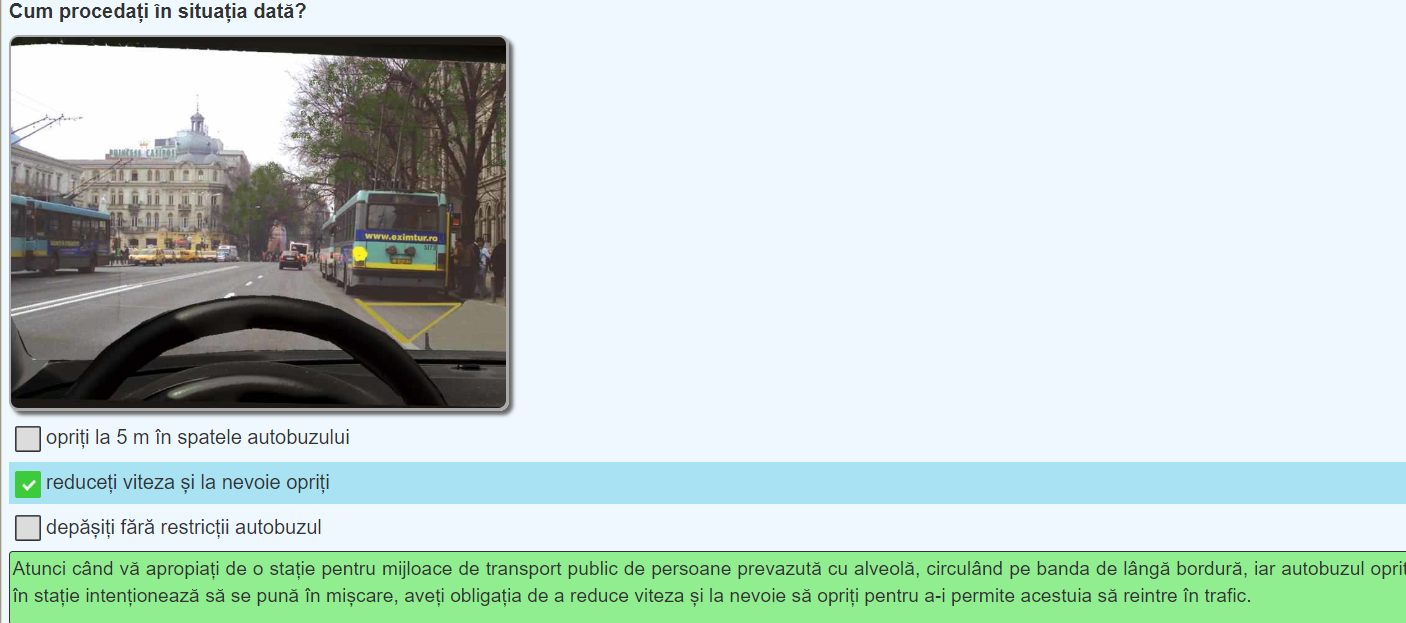 Cum procedați în situația dată?
PRINCESS CASINOS
www.eximtur.ro
opriți la 5 m în spatele autobuzului
reduceți viteza și la nevoie opriți
depășiți fără restricții autobuzul
Atunci când vă apropiați de o stație pentru mijloace de transport public de persoane prevazută cu alveolă, circulând pe banda de lângă bordură, iar autobuzul oprit
în stație intenționează să se pună în mișcare, aveți obligația de a reduce viteza și la nevoie să opriți pentru a-i permite acestuia să reintre în trafic.